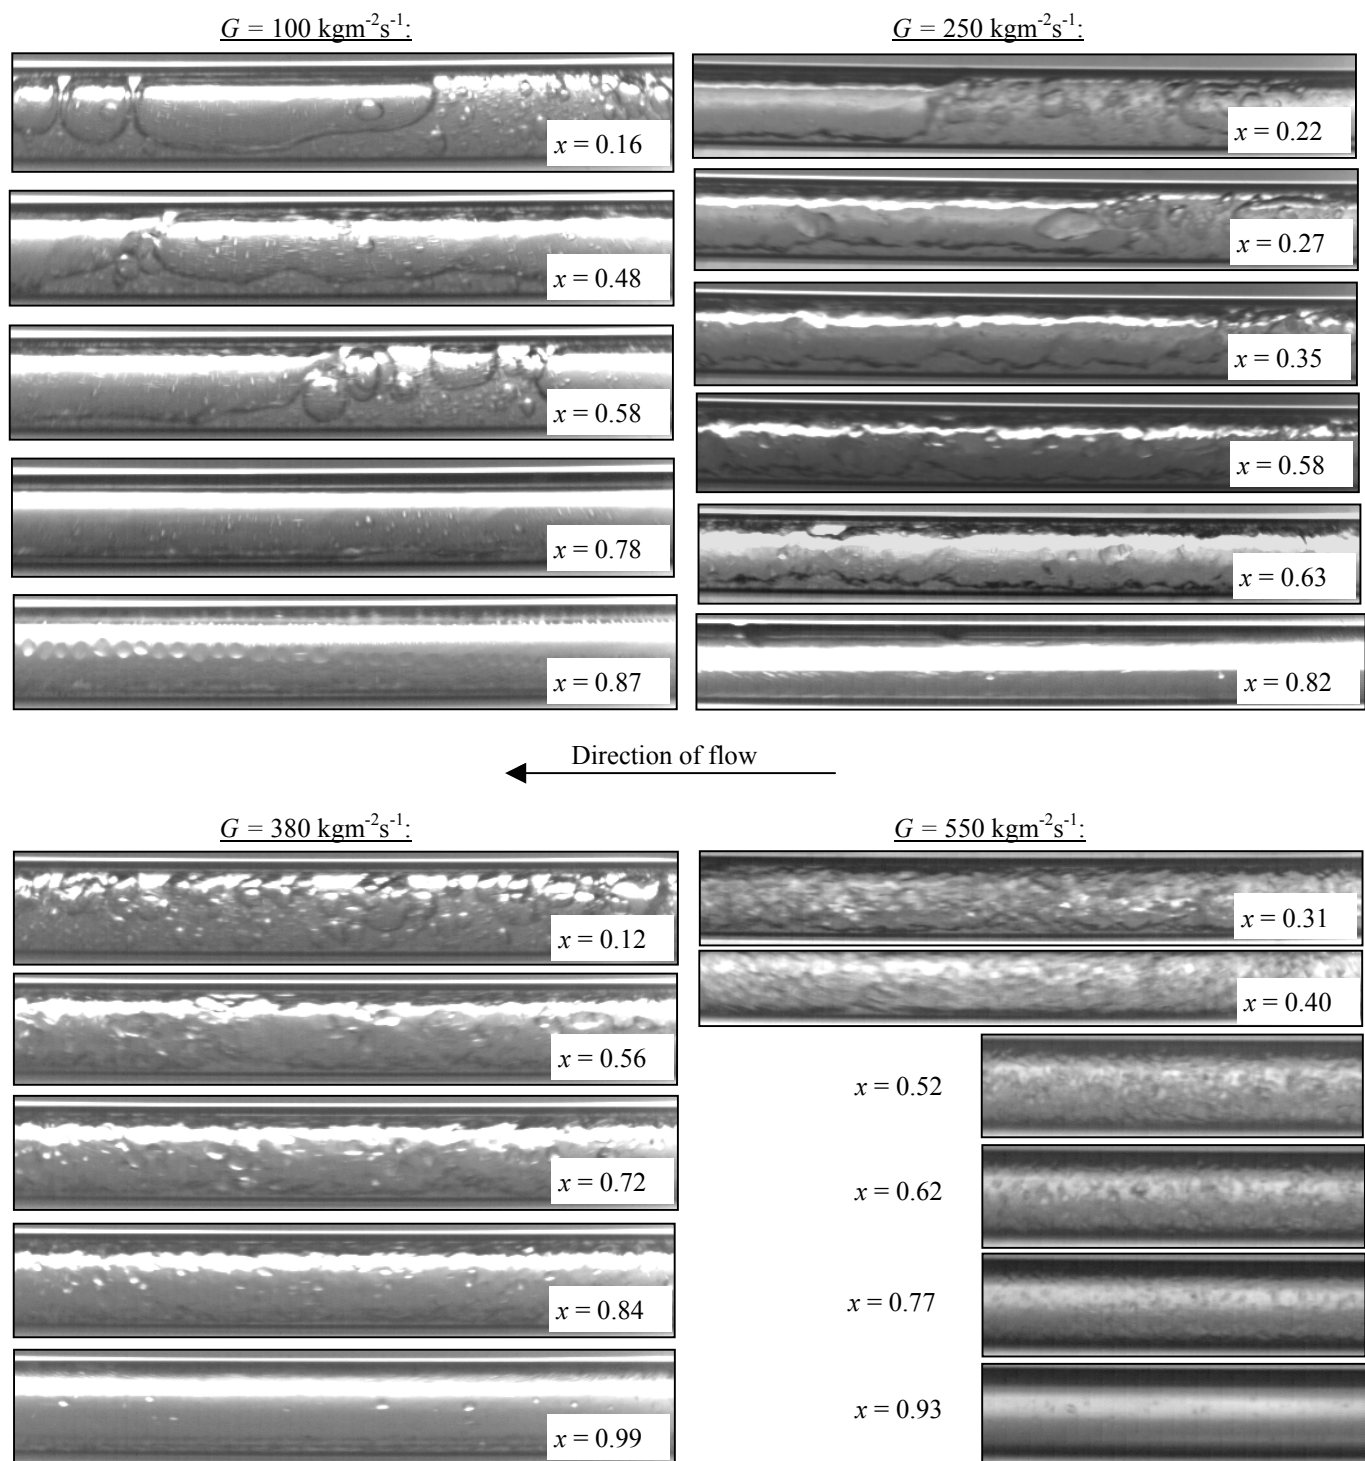 G = 100 kgm⁻²s⁻¹:
x = 0.16
x = 0.48
x = 0.58
x = 0.78
x = 0.87
G = 250 kgm⁻²s⁻¹:
x = 0.22
x = 0.27
x = 0.35
x = 0.58
x = 0.63
x = 0.82
Direction of flow
G = 380 kgm⁻²s⁻¹:
x = 0.12
x = 0.56
x = 0.72
x = 0.84
x = 0.99
G = 550 kgm⁻²s⁻¹:
x = 0.31
x = 0.40
x = 0.52
x = 0.62
x = 0.77
x = 0.93